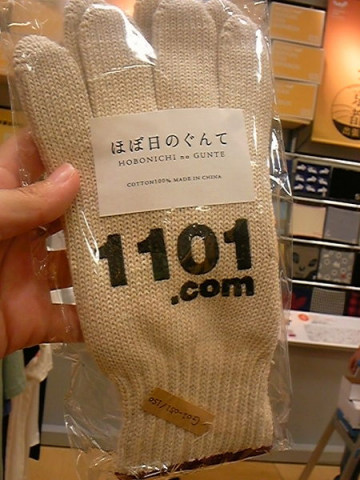 ほぼ日のぐんて
HOBONICHI no GUNTE
COTTON100% MADE IN CHINA
1101
.com